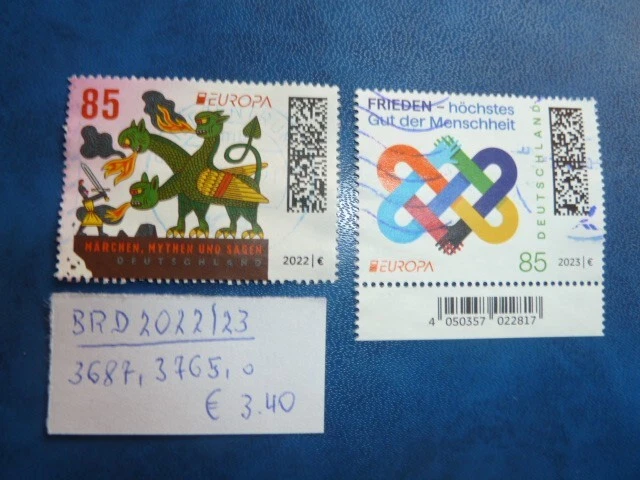 85
EUROPA
MÄRCHEN, MYTHEN UND SAGEN
DEUTSCHLAND
2022 | €
FRIEDEN – höchstes
Gut der Menschheit
DEUTSCHLAND
EUROPA
85
2023 | €
4 050357 022817
BRD 2022/23
3687, 3765, o
€ 3.40